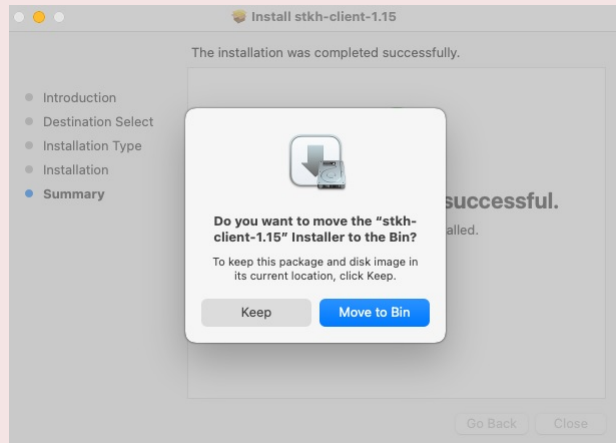 Install stkh-client-1.15
The installation was completed successfully.
Introduction
Destination Select
Installation Type
Installation
Summary
successful.
alled.
Do you want to move the “stkh-
client-1.15” Installer to the Bin?
To keep this package and disk image in
its current location, click Keep.
Keep
Move to Bin
Go Back
Close